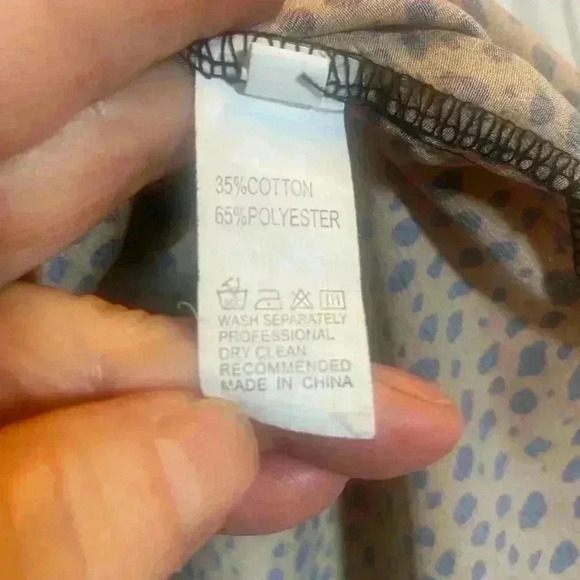 35%COTTON
65%POLYESTER
WASH SEPARATELY
PROFESSIONAL
DRY CLEAN
RECOMMENDED
MADE IN CHINA